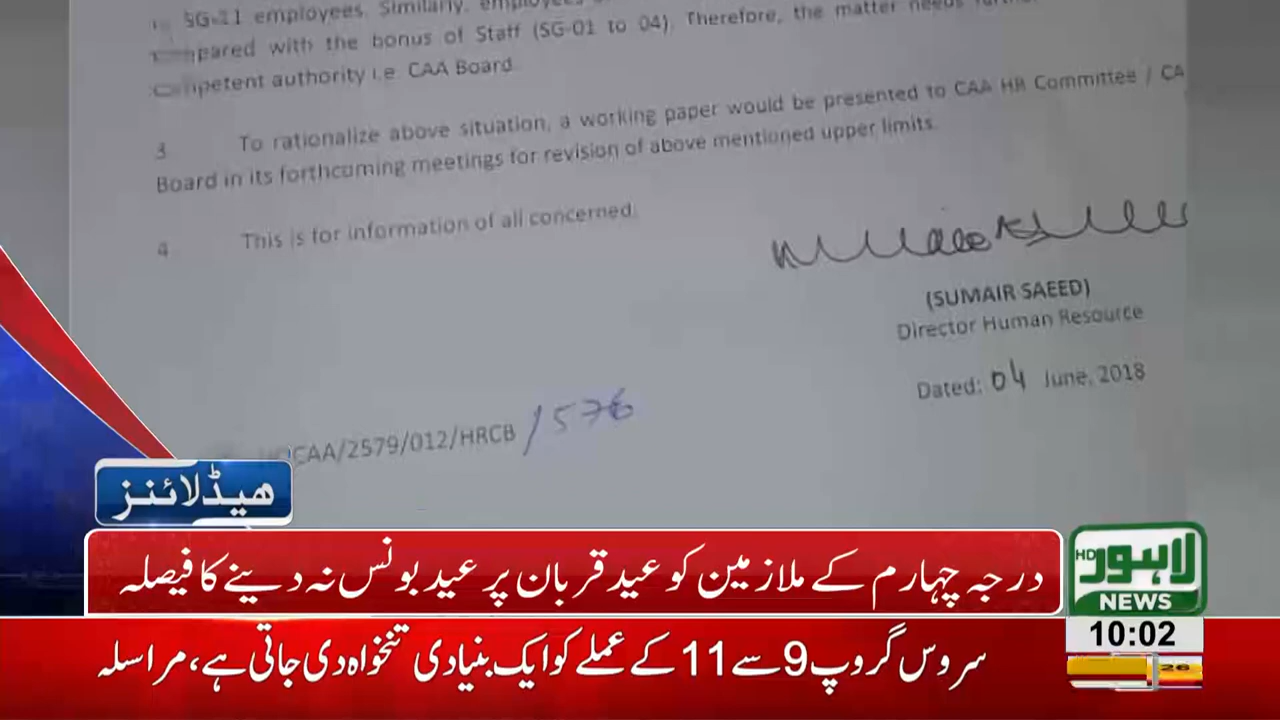 SG-11 employees. Similarly,
pared with the bonus of Staff (SG-01 to 04). Therefore, the matter needs
competent authority i.e. CAA Board.
3. To rationalize above situation, a working paper would be presented to CAA HR Committee / CA
Board in its forthcoming meetings for revision of above mentioned upper limits.
4. This is for information of all concerned.
(SUMAIR SAEED)
Director Human Resource
Dated: 04 June, 2018
CAA/2579/012/HRCB /1576
ھیڈلائنز
درجہ چہارم کے ملازمین کو عید قربان پر عید بونس نہ دینے کا فیصلہ
لاہور HD
NEWS
10:02
سروس گروپ 9 سے 11 کے عملے کو ایک بنیادی تنخواہ دی جاتی ہے، مراسلہ
26